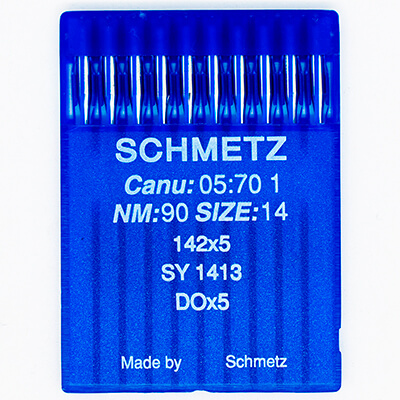 SCHMETZ
Canu: 05:70 1
NM:90 SIZE:14
142x5
SY 1413
DOx5
Made by Schmetz